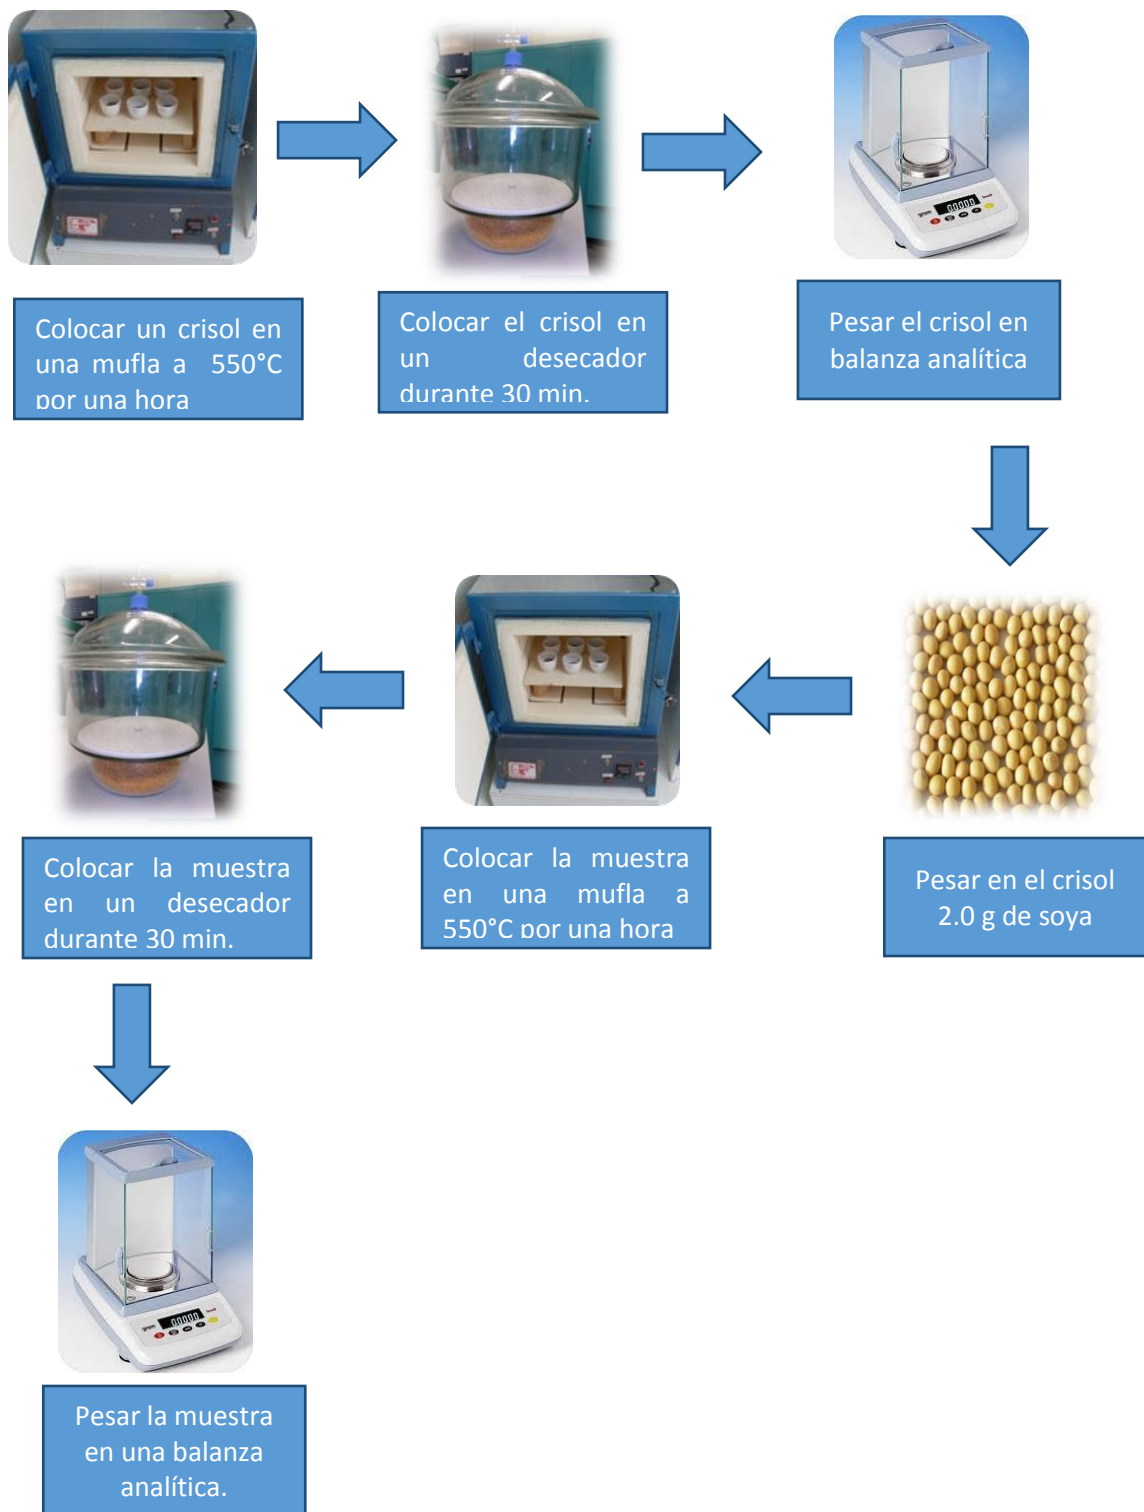 Colocar un crisol en
una mufla a 550°C
por una hora
Colocar el crisol en
un desecador
durante 30 min.
Pesar el crisol en
balanza analítica
Pesar en el crisol
2.0 g de soya
Colocar la muestra
en una mufla a
550°C por una hora
Colocar la muestra
en un desecador
durante 30 min.
Pesar la muestra
en una balanza
analítica.